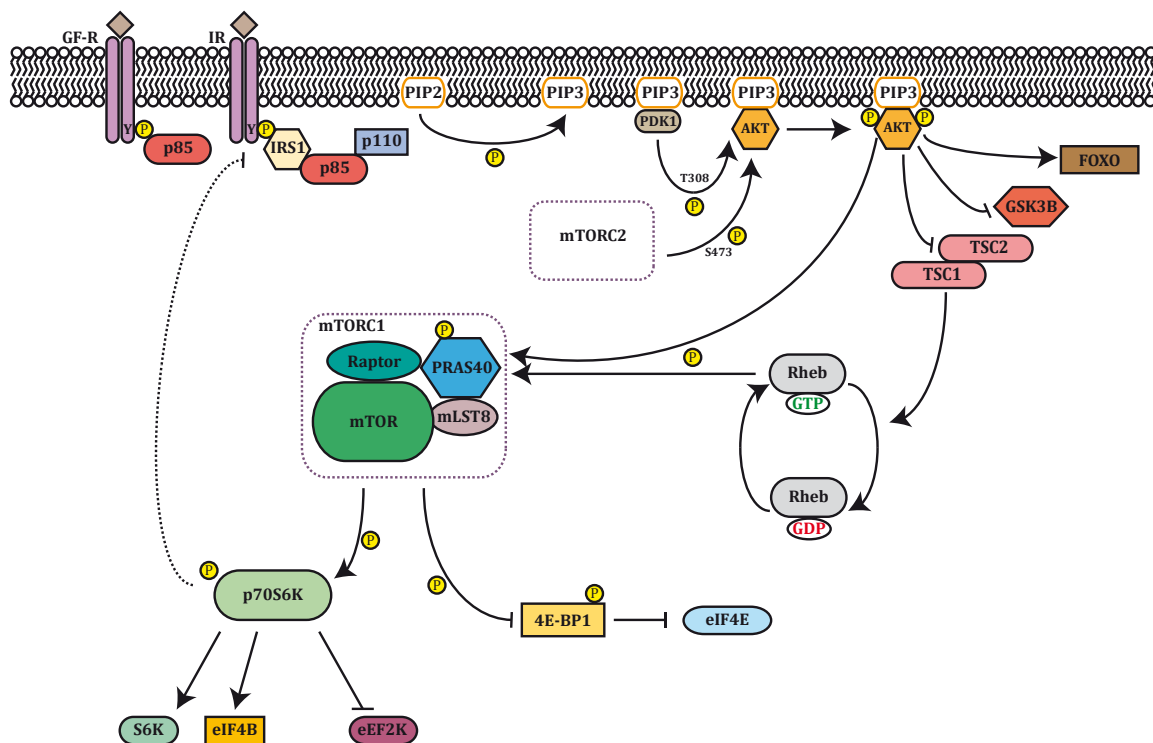 GF-R
IR
PIP2
PIP3
PIP3
PIP3
PIP3
PDK1
AKT
P
AKT
P
Y
P
Y
P
IRS1
p110
p85
p85
P
FOXO
T308
P
GSK3B
mTORC2
P
S473
TSC2
TSC1
mTORC1
P
Raptor
PRAS40
P
Rheb
GTP
mTOR
mLST8
Rheb
GDP
P
P
P
P
p70S6K
4E-BP1
eIF4E
S6K
eIF4B
eEF2K